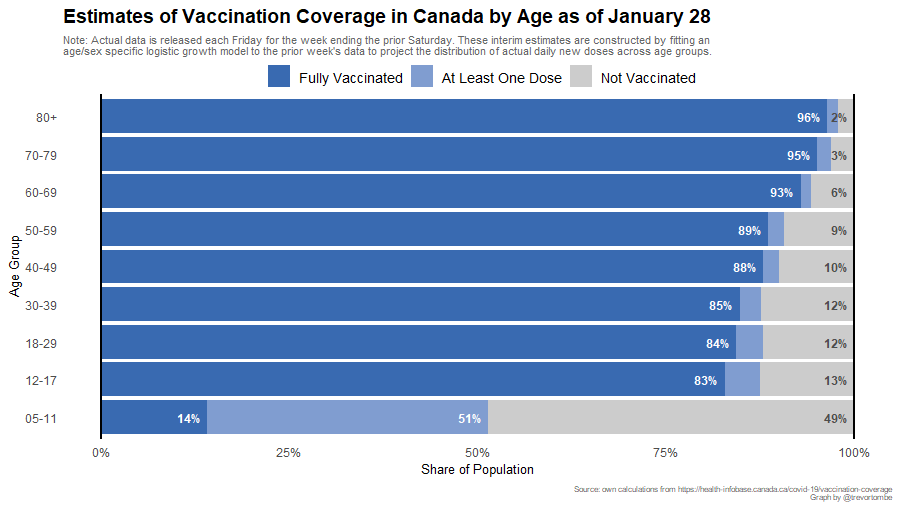 Estimates of Vaccination Coverage in Canada by Age as of January 28
Note: Actual data is released each Friday for the week ending the prior Saturday. These interim estimates are constructed by fitting an
age/sex specific logistic growth model to the prior week's data to project the distribution of actual daily new doses across age groups.
Fully Vaccinated At Least One Dose Not Vaccinated
80+ 96% 2%
70-79 95% 3%
60-69 93% 6%
50-59 89% 9%
40-49 88% 10%
30-39 85% 12%
18-29 84% 12%
12-17 83% 13%
05-11 14% 51% 49%
Age Group
0% 25% 50% 75% 100%
Share of Population
Source: own calculations from https://health-infobase.canada.ca/covid-19/vaccination-coverage
Graph by @trevortombe